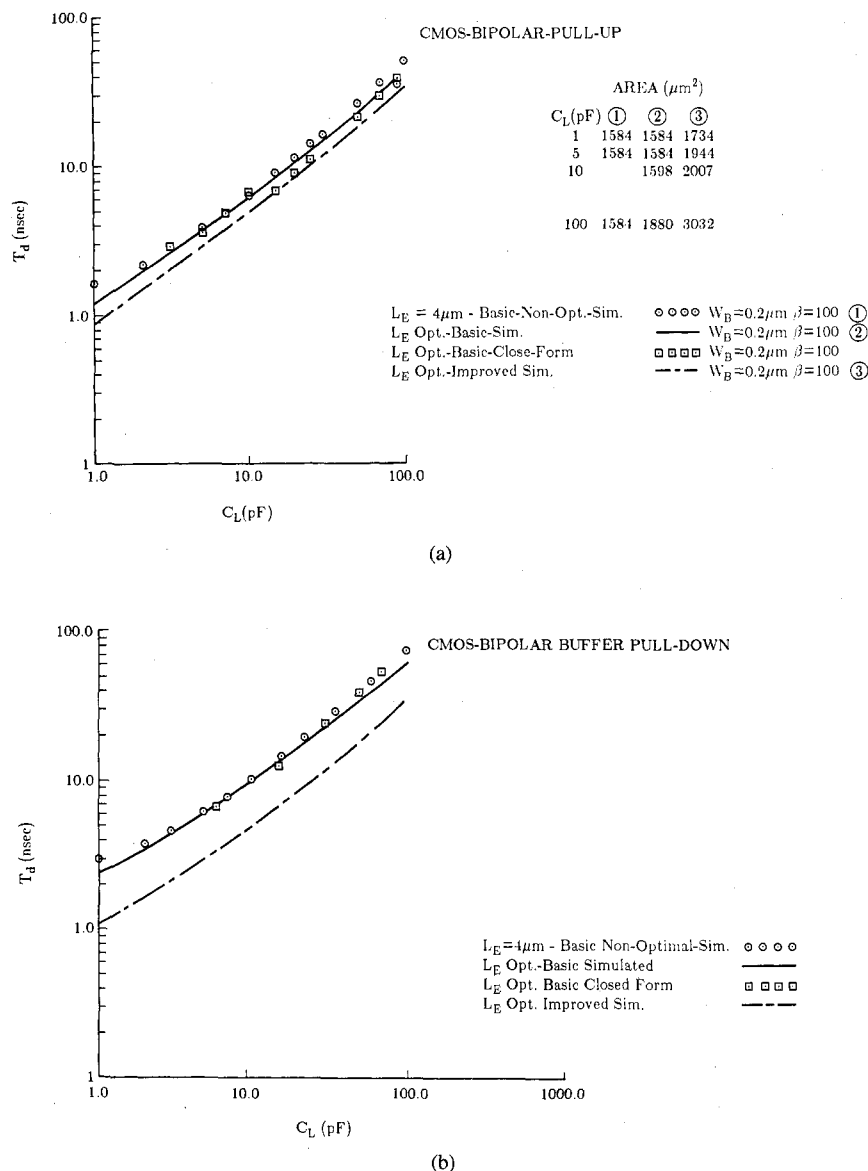 CMOS-BIPOLAR-PULL-UP
AREA (μm²)
C_L(pF) ① ② ③
1 1584 1584 1734
5 1584 1584 1944
10 1598 2007
100 1584 1880 3032
100.0
10.0
1.0
.1
T_d (nsec)
1.0 10.0 100.0
C_L(pF)
L_E = 4μm - Basic-Non-Opt.-Sim. W_B=0.2μm β=100 ①
L_E Opt.-Basic-Sim. W_B=0.2μm β=100 ②
L_E Opt.-Basic-Close-Form W_B=0.2μm β=100
L_E Opt.-Improved Sim. W_B=0.2μm β=100 ③
(a)
CMOS-BIPOLAR BUFFER PULL-DOWN
100.0
10.0
1.0
.1
T_d (nsec)
1.0 10.0 100.0 1000.0
C_L (pF)
L_E=4μm - Basic Non-Optimal-Sim.
L_E Opt.-Basic Simulated
L_E Opt. Basic Closed Form
L_E Opt. Improved Sim.
(b)